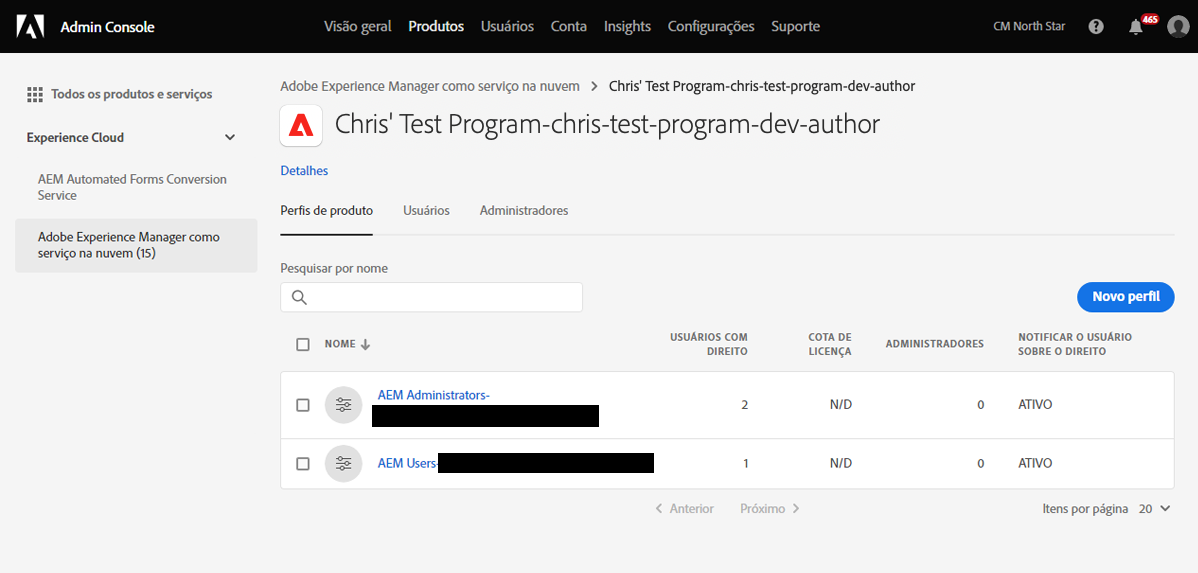 Admin Console
Visão geral Produtos Usuários Conta Insights Configurações Suporte
CM North Star
465
Todos os produtos e serviços
Experience Cloud
AEM Automated Forms Conversion
Service
Adobe Experience Manager como
serviço na nuvem (15)
Adobe Experience Manager como serviço na nuvem > Chris' Test Program-chris-test-program-dev-author
Chris' Test Program-chris-test-program-dev-author
Detalhes
Perfis de produto Usuários Administradores
Pesquisar por nome
Novo perfil
NOME USUÁRIOS COM DIREITO COTA DE LICENÇA ADMINISTRADORES NOTIFICAR O USUÁRIO SOBRE O DIREITO
AEM Administrators- 2 N/D 0 ATIVO
AEM Users- 1 N/D 0 ATIVO
Anterior Próximo Itens por página 20